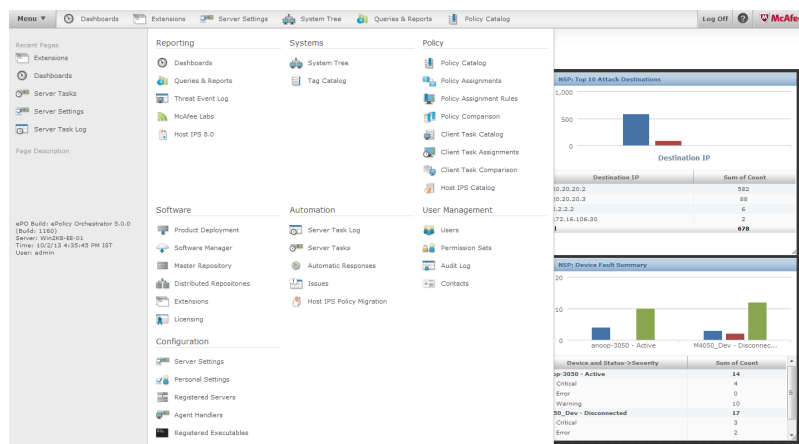 Menu ▼ Dashboards Extensions Server Settings System Tree Queries & Reports Policy Catalog Log Off ? McAfee
Recent Pages
Extensions
Dashboards
Server Tasks
Server Settings
Server Task Log
Page Description
ePO Build: ePolicy Orchestrator 5.0.0
(Build: 1160)
Server: Win2K8-EE-01
Time: 10/2/13 4:35:45 PM IST
User: admin
Reporting
Dashboards
Queries & Reports
Threat Event Log
McAfee Labs
Host IPS 8.0
Systems
System Tree
Tag Catalog
Policy
Policy Catalog
Policy Assignments
Policy Assignment Rules
Policy Comparison
Client Task Catalog
Client Task Assignments
Client Task Comparison
Host IPS Catalog
Software
Product Deployment
Software Manager
Master Repository
Distributed Repositories
Extensions
Licensing
Automation
Server Task Log
Server Tasks
Automatic Responses
Issues
Host IPS Policy Migration
User Management
Users
Permission Sets
Audit Log
Contacts
Configuration
Server Settings
Personal Settings
Registered Servers
Agent Handlers
Registered Executables
NSP: Top 10 Attack Destinations
1,000
500
0
Destination IP
Destination IP Sum of Count
20.20.20.2 582
20.20.20.3 88
2.2.2.2 6
172.16.106.30 2
678
NSP: Device Fault Summary
20
10
0
anoop-3050 - Active M4050_Dev - Disconnec...
Device and Status->Severity Sum of Count
op-3050 - Active 14
Critical 4
Error 0
Warning 10
50_Dev - Disconnected 17
Critical 3
Error 2